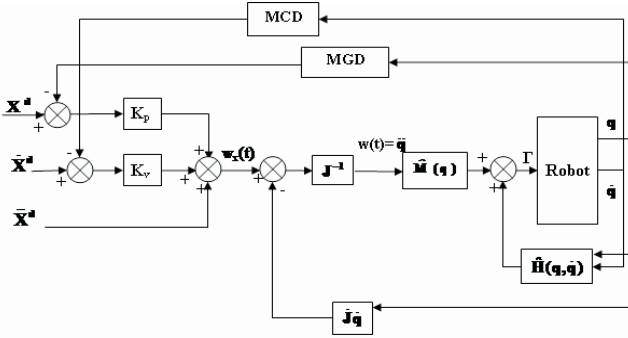 MCD
MGD
-
X^d
+
K_p
q
-
Ẋ^d
+
K_v
+
+
+
w_x(t)
+
-
J^-1
w(t)=q̈
M̂(q)
+
+
Γ
Robot
q̇
Ẍ^d
Ĥ(q,q̇)
J̇q̇